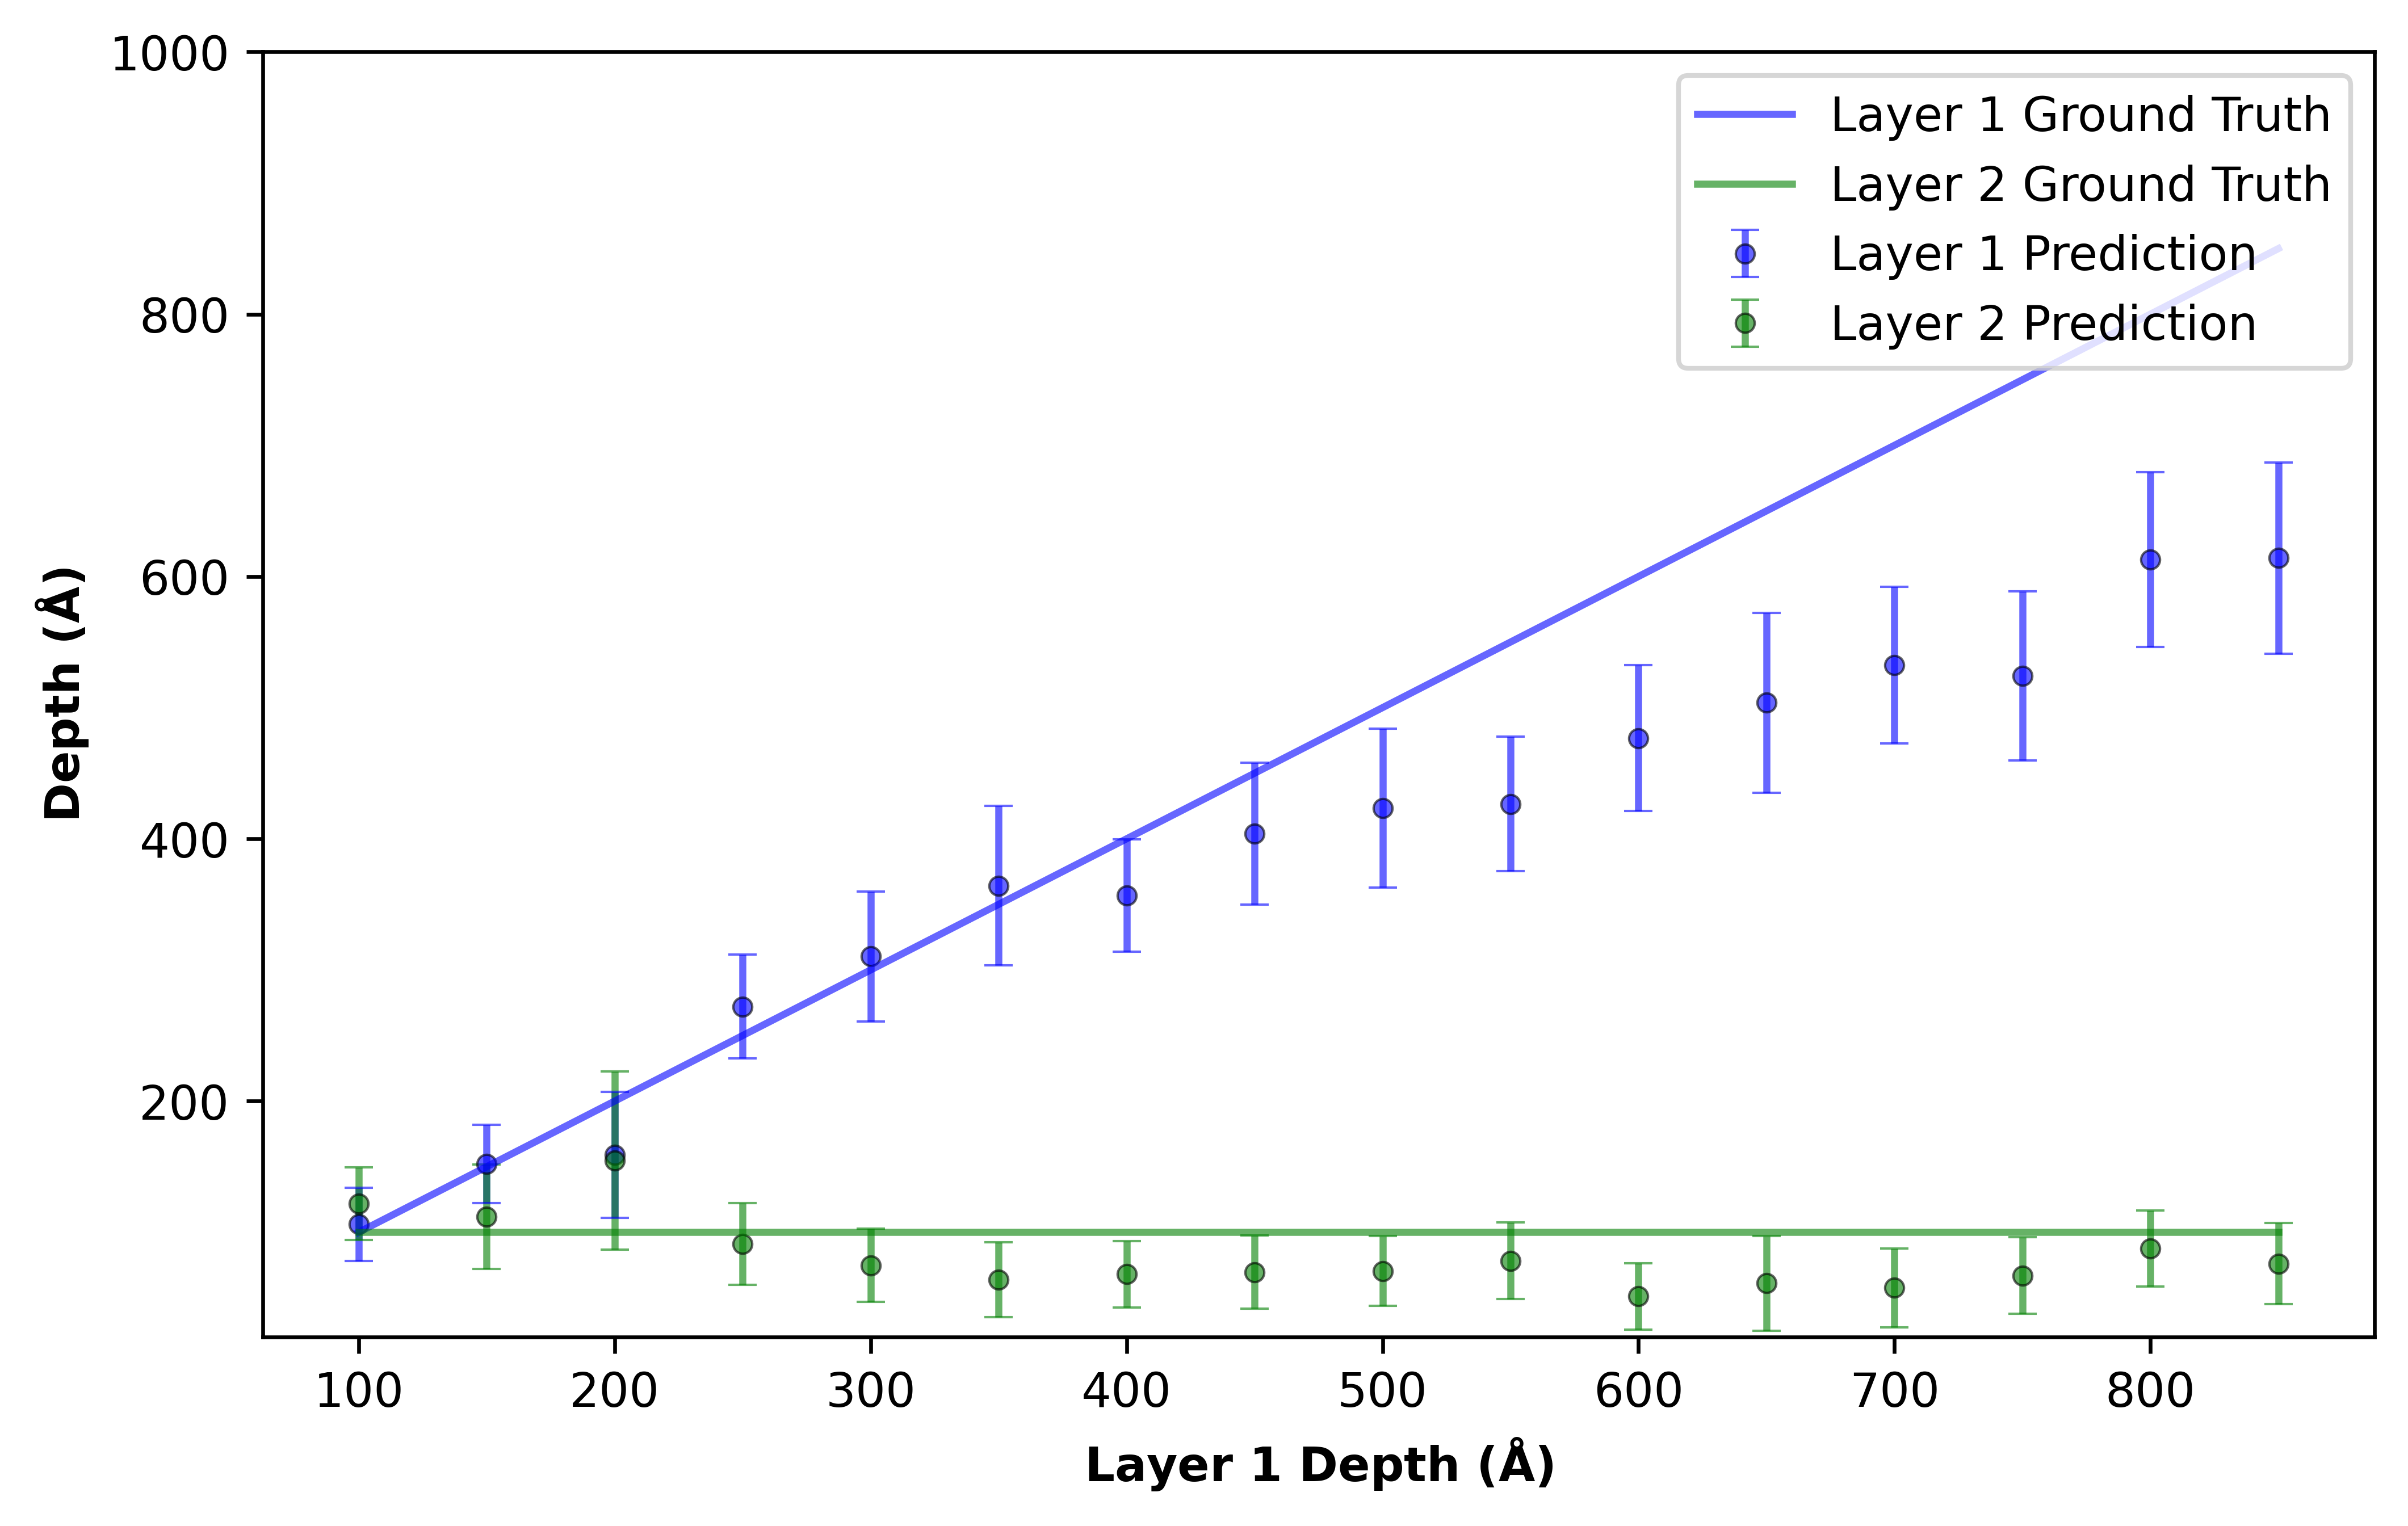 1000
800
600
400
200
Depth (Å)
Layer 1 Ground Truth
Layer 2 Ground Truth
Layer 1 Prediction
Layer 2 Prediction
100 200 300 400 500 600 700 800
Layer 1 Depth (Å)